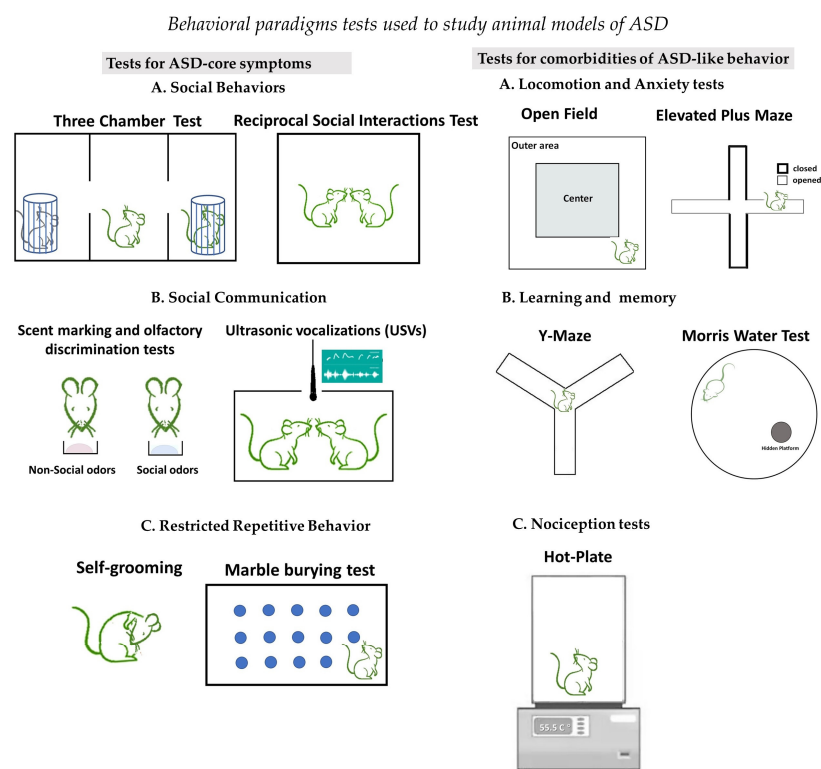 Behavioral paradigms tests used to study animal models of ASD
Tests for ASD-core symptoms
A. Social Behaviors
Three Chamber Test
Reciprocal Social Interactions Test
B. Social Communication
Scent marking and olfactory
discrimination tests
Non-Social odors
Social odors
Ultrasonic vocalizations (USVs)
C. Restricted Repetitive Behavior
Self-grooming
Marble burying test
Tests for comorbidities of ASD-like behavior
A. Locomotion and Anxiety tests
Open Field
Outer area
Center
Elevated Plus Maze
closed
opened
B. Learning and memory
Y-Maze
Morris Water Test
Hidden Platform
C. Nociception tests
Hot-Plate
55.5 C °